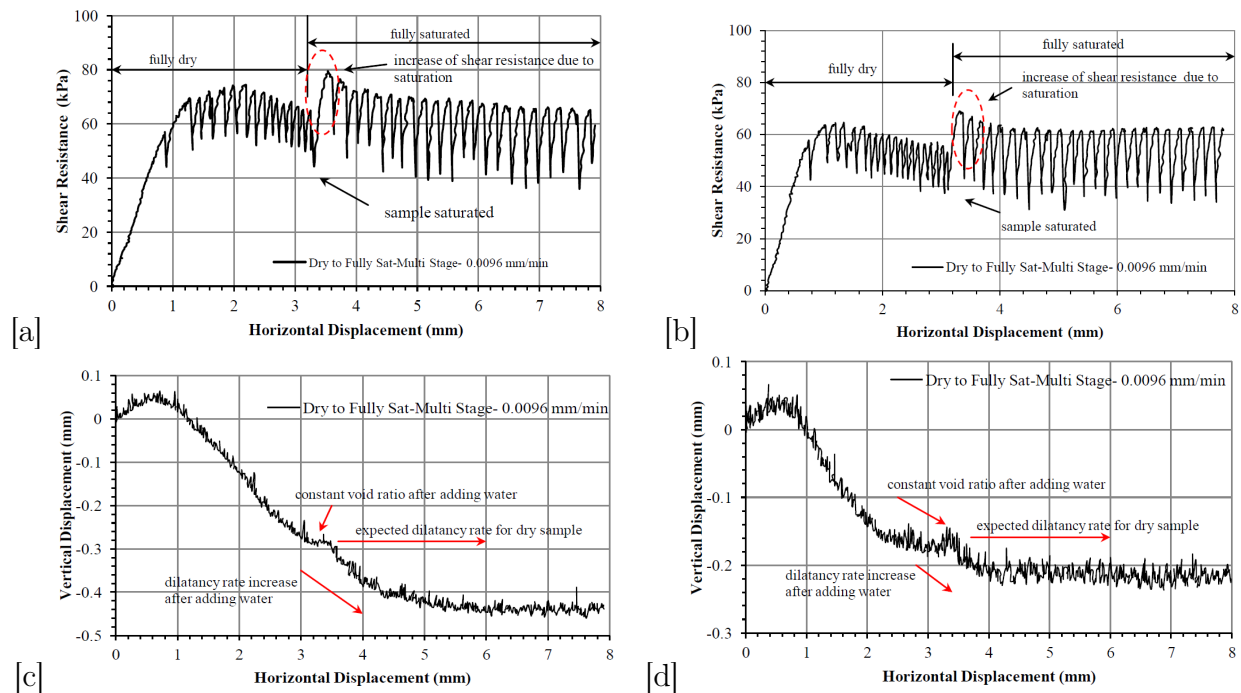 100
80
60
40
20
0
Shear Resistance (kPa)
fully saturated
fully dry
increase of shear resistance due to
saturation
sample saturated
Dry to Fully Sat-Multi Stage- 0.0096 mm/min
0 1 2 3 4 5 6 7 8
Horizontal Displacement (mm)
[a]
100
80
60
40
20
0
Shear Resistance (kPa)
fully saturated
fully dry
increase of shear resistance due to
saturation
sample saturated
Dry to Fully Sat-Multi Stage- 0.0096 mm/min
0 2 4 6 8
Horizontal Displacement (mm)
[b]
0.1
0
-0.1
-0.2
-0.3
-0.4
-0.5
Vertical Displacement (mm)
Dry to Fully Sat-Multi Stage- 0.0096 mm/min
constant void ratio after adding water
expected dilatancy rate for dry sample
dilatancy rate increase
after adding water
0 1 2 3 4 5 6 7 8
Horizontal Displacement (mm)
[c]
0.1
0
-0.1
-0.2
-0.3
Vertical Displacement (mm)
Dry to Fully Sat-Multi Stage- 0.0096 mm/min
constant void ratio after adding water
expected dilatancy rate for dry sample
dilatancy rate increase
after adding water
0 1 2 3 4 5 6 7 8
Horizontal Displacement (mm)
[d]